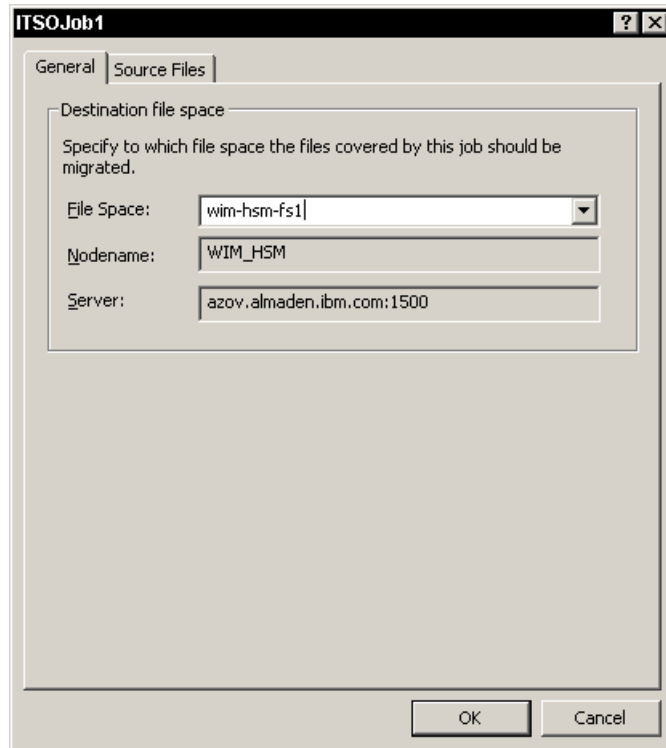 ITSOJob1
General
Source Files
Destination file space
Specify to which file space the files covered by this job should be
migrated.
File Space:
wim-hsm-fs1
Nodename:
WIM_HSM
Server:
azov.almaden.ibm.com:1500
OK
Cancel